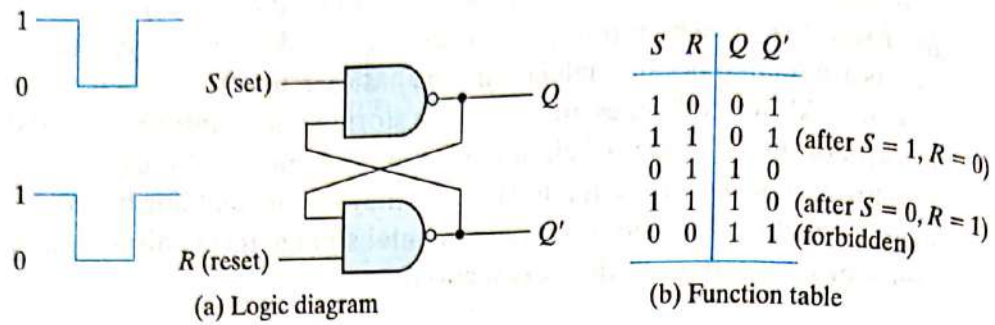 1
0
S (set)
Q
1
0
R (reset)
Q'
(a) Logic diagram
S R Q Q'
1 0 0 1
1 1 0 1 (after S = 1, R = 0)
0 1 1 0
1 1 1 0 (after S = 0, R = 1)
0 0 1 1 (forbidden)
(b) Function table